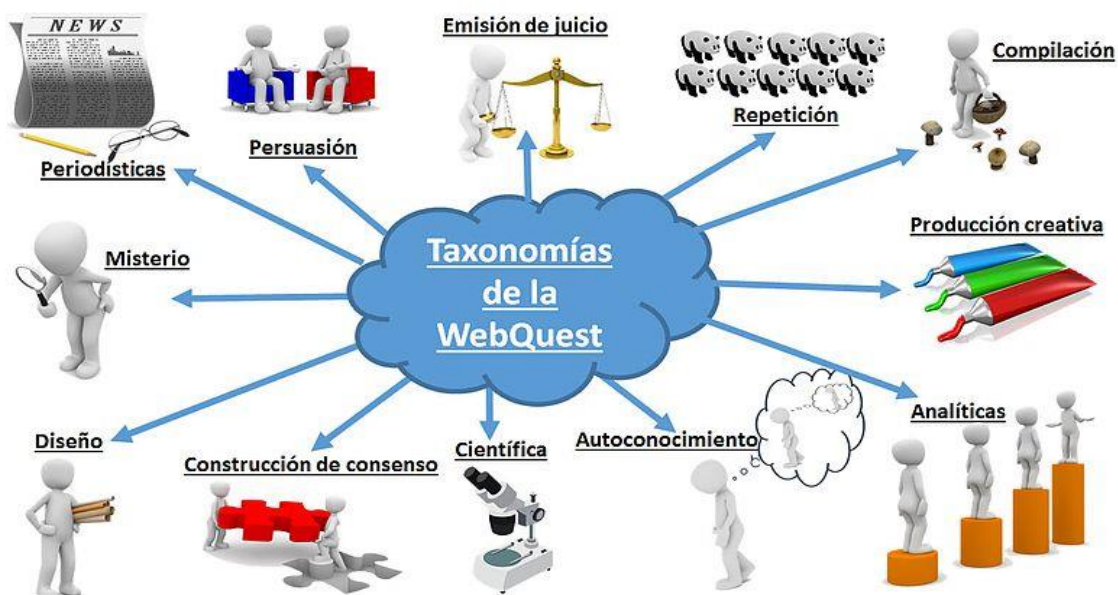 NEWS
Periodísticas
Persuasión
Emisión de juicio
Repetición
Compilación
Misterio
Taxonomías
de la
WebQuest
Producción creativa
Diseño
Construcción de consenso
Científica
Autoconocimiento
Analíticas